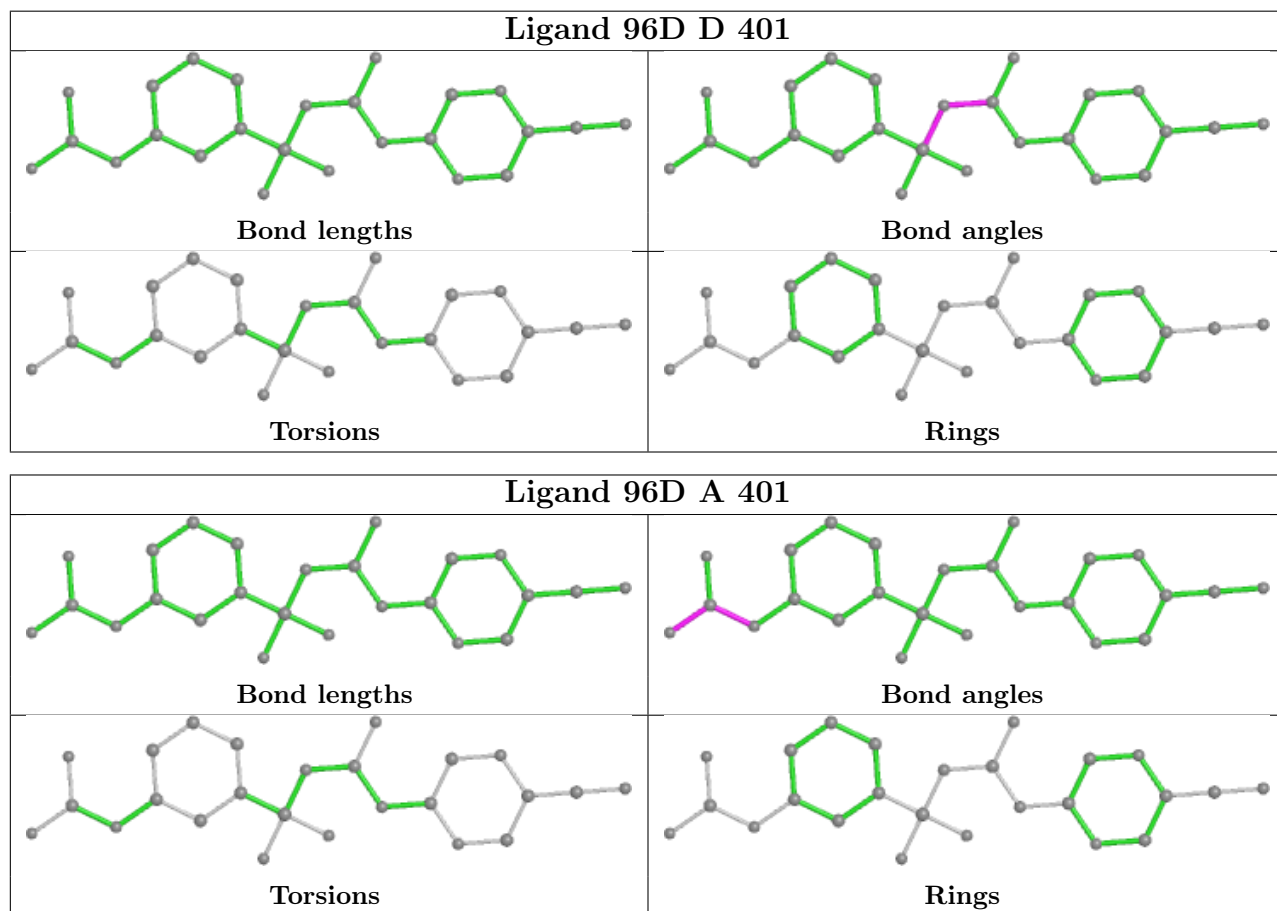 Ligand 96D D 401
Bond lengths
Bond angles
Torsions
Rings
Ligand 96D A 401
Bond lengths
Bond angles
Torsions
Rings